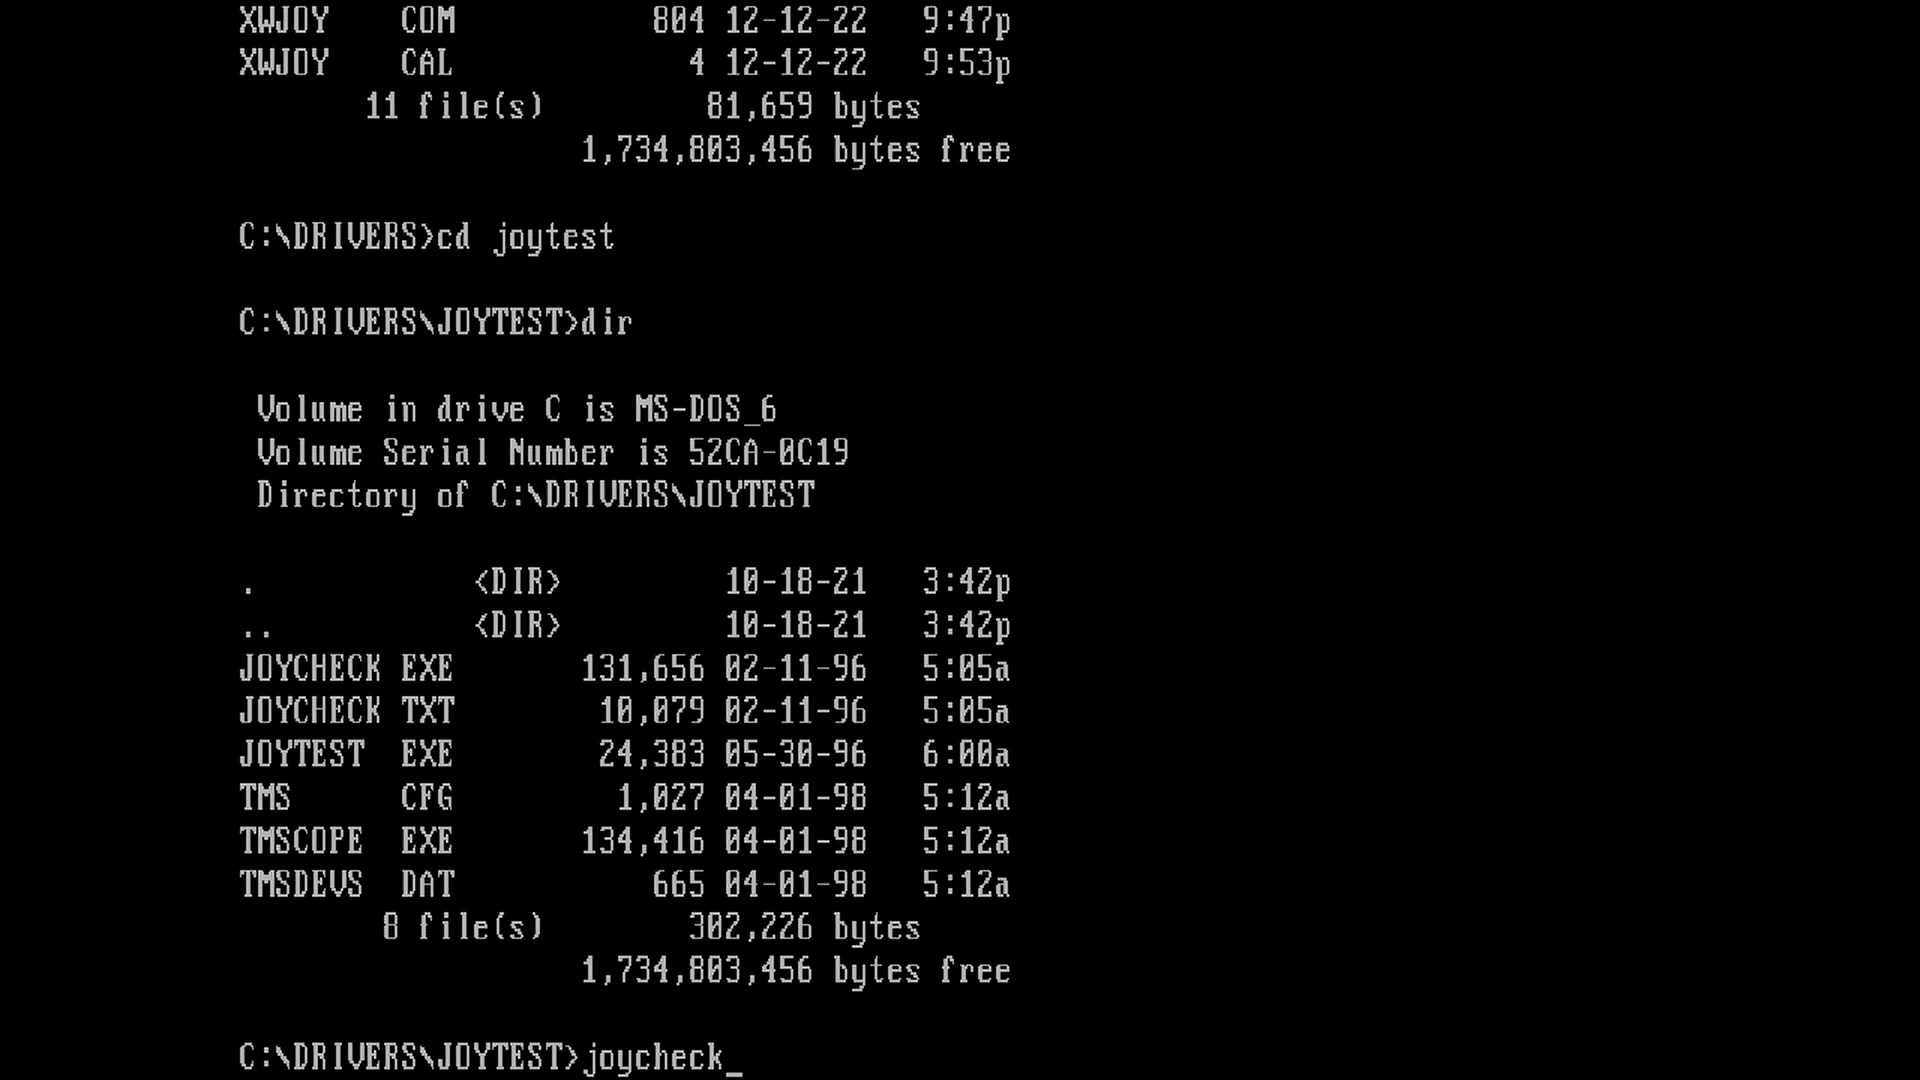 XWJOY    COM           804 12-12-22   9:47p
XWJOY    CAL             4 12-12-22   9:53p
       11 file(s)         81,659 bytes
                   1,734,803,456 bytes free
C:\DRIVERS>cd joytest
C:\DRIVERS\JOYTEST>dir
 Volume in drive C is MS-DOS_6
 Volume Serial Number is 52CA-0C19
 Directory of C:\DRIVERS\JOYTEST
.            <DIR>         10-18-21   3:42p
..           <DIR>         10-18-21   3:42p
JOYCHECK EXE       131,656 02-11-96   5:05a
JOYCHECK TXT        10,079 02-11-96   5:05a
JOYTEST  EXE        24,383 05-30-96   6:00a
TMS      CFG         1,027 04-01-98   5:12a
TMSCOPE  EXE       134,416 04-01-98   5:12a
TMSDEVS  DAT           665 04-01-98   5:12a
        8 file(s)        302,226 bytes
                   1,734,803,456 bytes free
C:\DRIVERS\JOYTEST>joycheck_